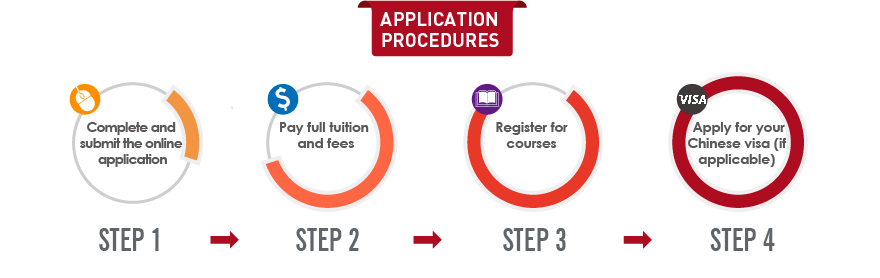 APPLICATION
PROCEDURES
Complete and
submit the online
application
$
Pay full tuition
and fees
Register for
courses
VISA
Apply for your
Chinese visa (if
applicable)
STEP 1
STEP 2
STEP 3
STEP 4